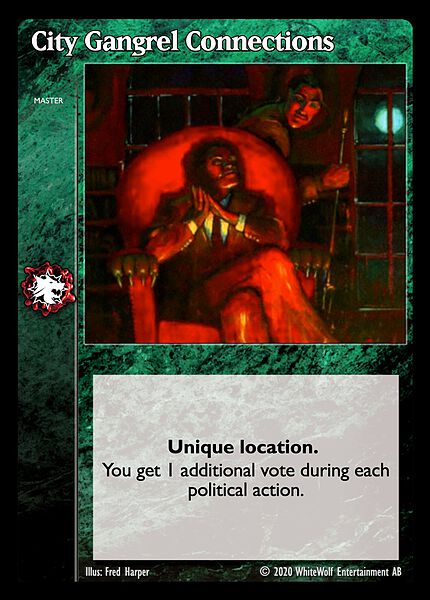 City Gangrel Connections
MASTER
Unique location.
You get 1 additional vote during each
political action.
Illus: Fred Harper
© 2020 WhiteWolf Entertainment AB